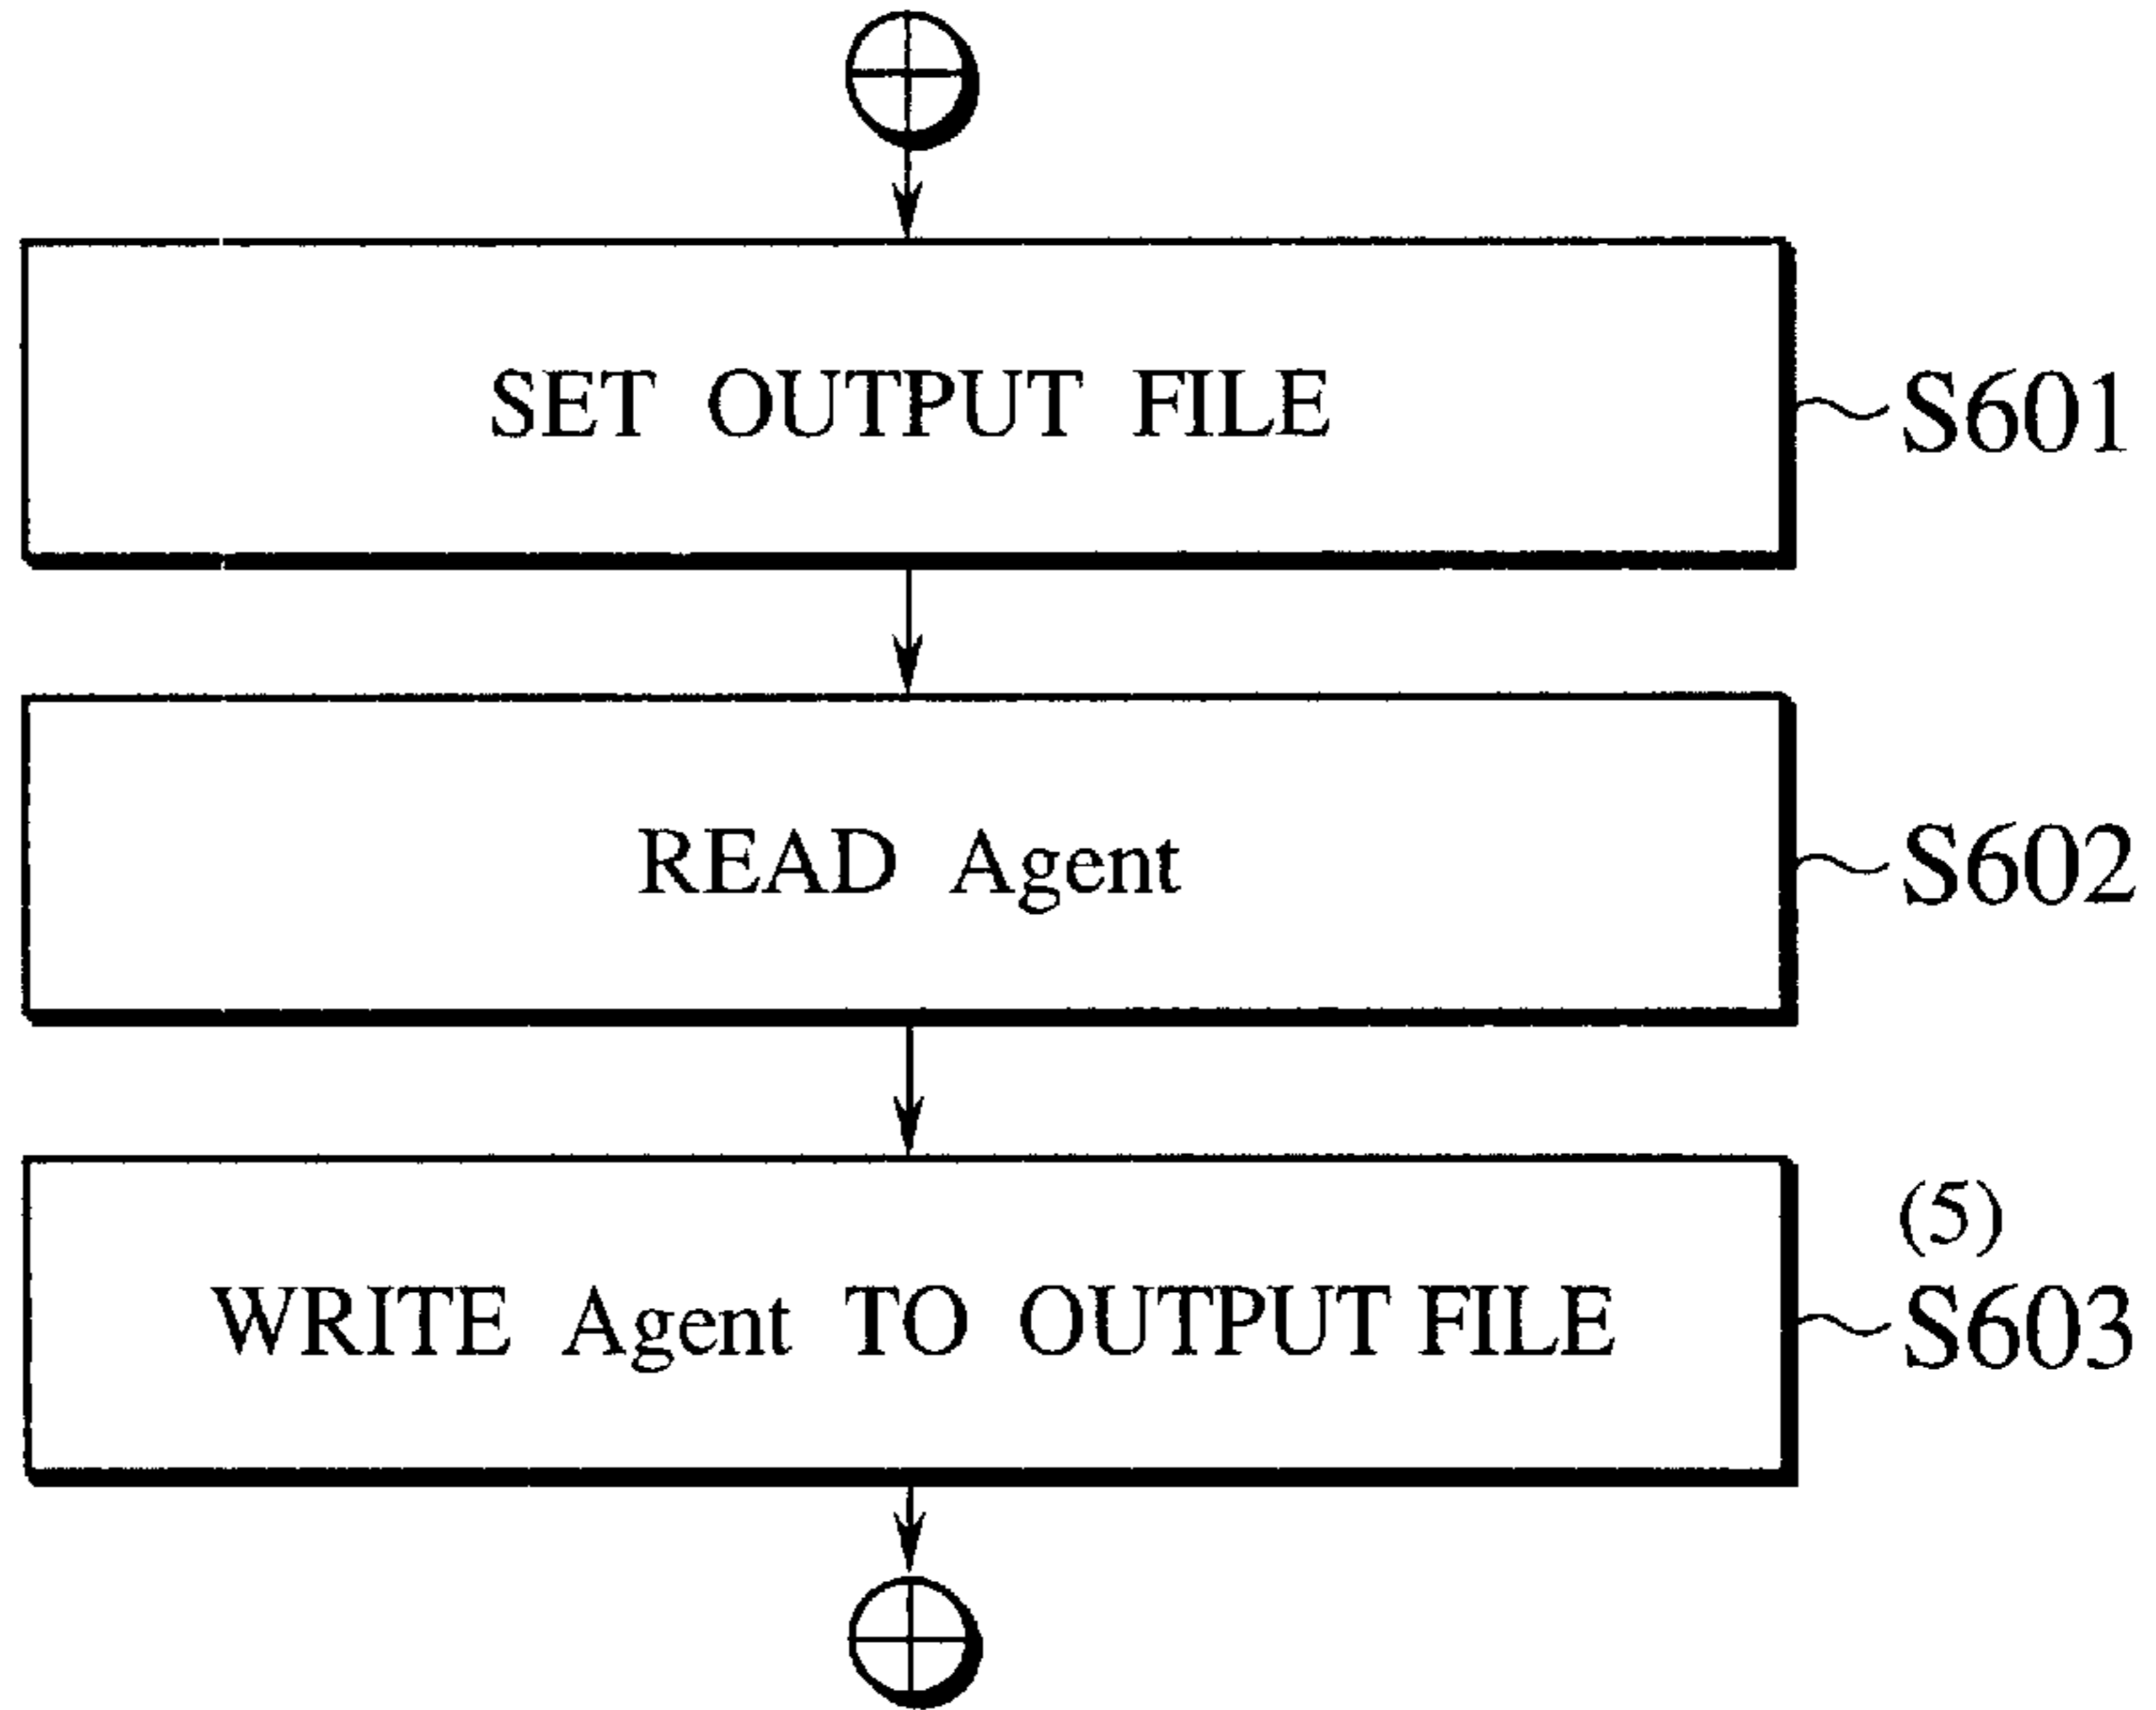 SET OUTPUT FILE
S601
READ Agent
S602
(5)
WRITE Agent TO OUTPUT FILE
S603